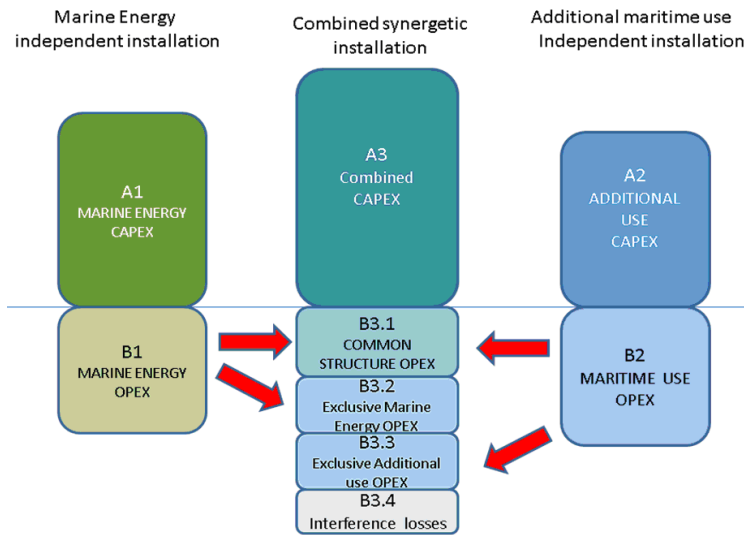 Marine Energy
independent installation
Combined synergetic
installation
Additional maritime use
Independent installation
A1
MARINE ENERGY
CAPEX
A3
Combined
CAPEX
A2
ADDITIONAL
USE
CAPEX
B1
MARINE ENERGY
OPEX
B3.1
COMMON
STRUCTURE OPEX
B3.2
Exclusive Marine
Energy OPEX
B3.3
Exclusive Additional
use OPEX
B3.4
Interference losses
B2
MARITIME USE
OPEX